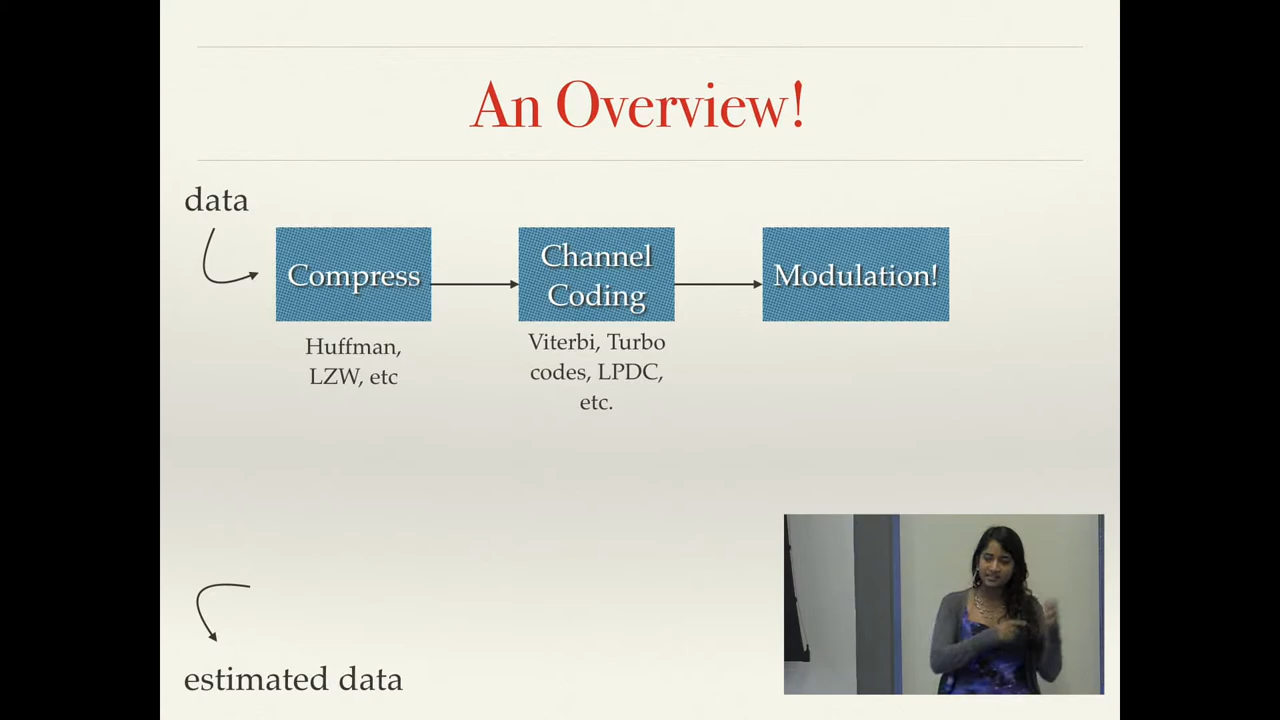 An Overview!
data
Compress
Channel
Coding
Modulation!
Huffman,
LZW, etc
Viterbi, Turbo
codes, LPDC,
etc.
estimated data